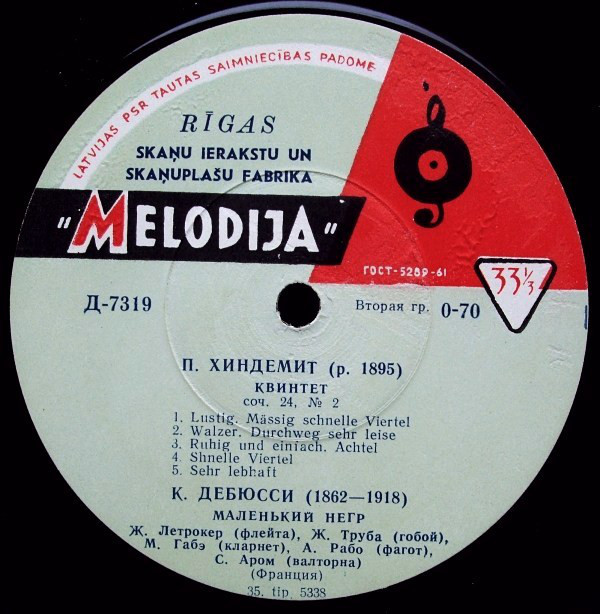 LATVIJAS PSR TAUTAS SAIMNIECĪBAS PADOME
RĪGAS
SKAŅU IERAKSTU UN
SKAŅUPLAŠU FABRIKA
"MELODIJA"
ГОСТ-5289-61
33⅓
Д-7319
Вторая гр. 0-70
П. ХИНДЕМИТ (р. 1895)
КВИНТЕТ
соч. 24, № 2
1. Lustig. Mässig schnelle Viertel
2. Walzer. Durchweg sehr leise
3. Ruhig und einfach. Achtel
4. Shnelle Viertel
5. Sehr lebhaft
К. ДЕБЮССИ (1862—1918)
МАЛЕНЬКИЙ НЕГР
Ж. Летрокер (флейта), Ж. Труба (гобой),
М. Габэ (кларнет), А. Рабо (фагот),
С. Аром (валторна)
(Франция)
35. tip. 5338